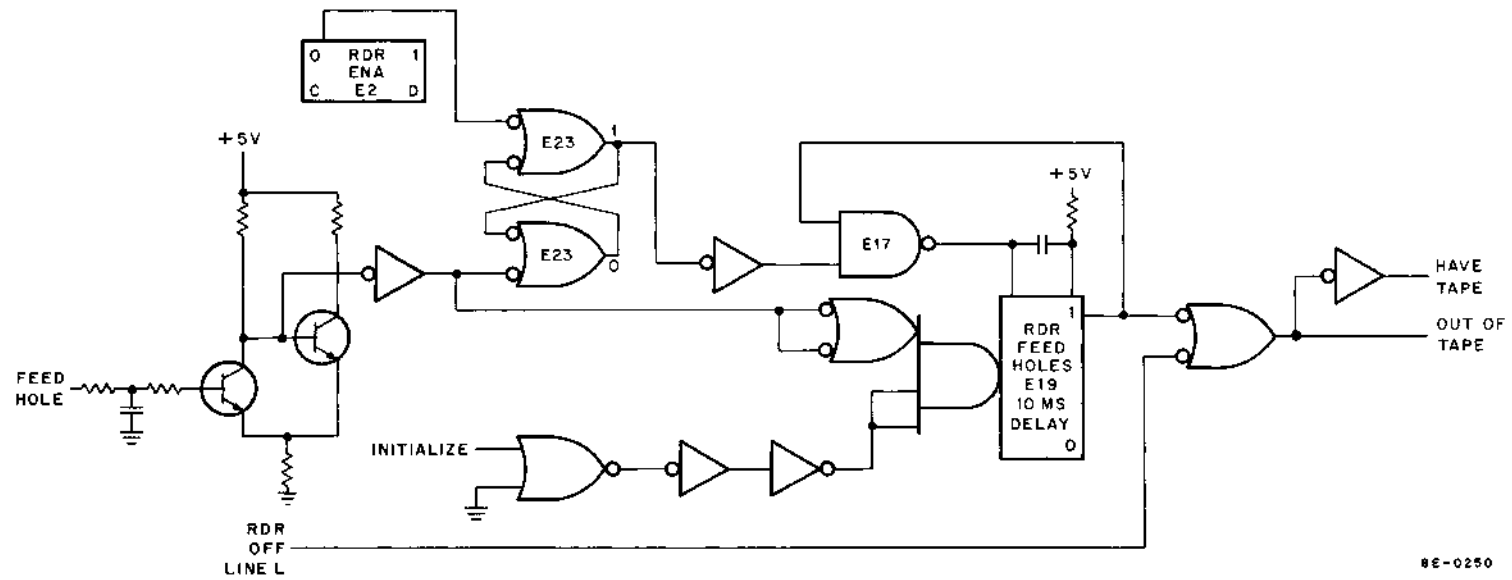 O RDR 1
ENA
C E2 D
+5V
E23
1
E23
0
FEED
HOLE
INITIALIZE
RDR
OFF
LINE L
E17
+5V
1
RDR
FEED
HOLES
E19
10 MS
DELAY
0
HAVE
TAPE
OUT OF
TAPE
8E-0250